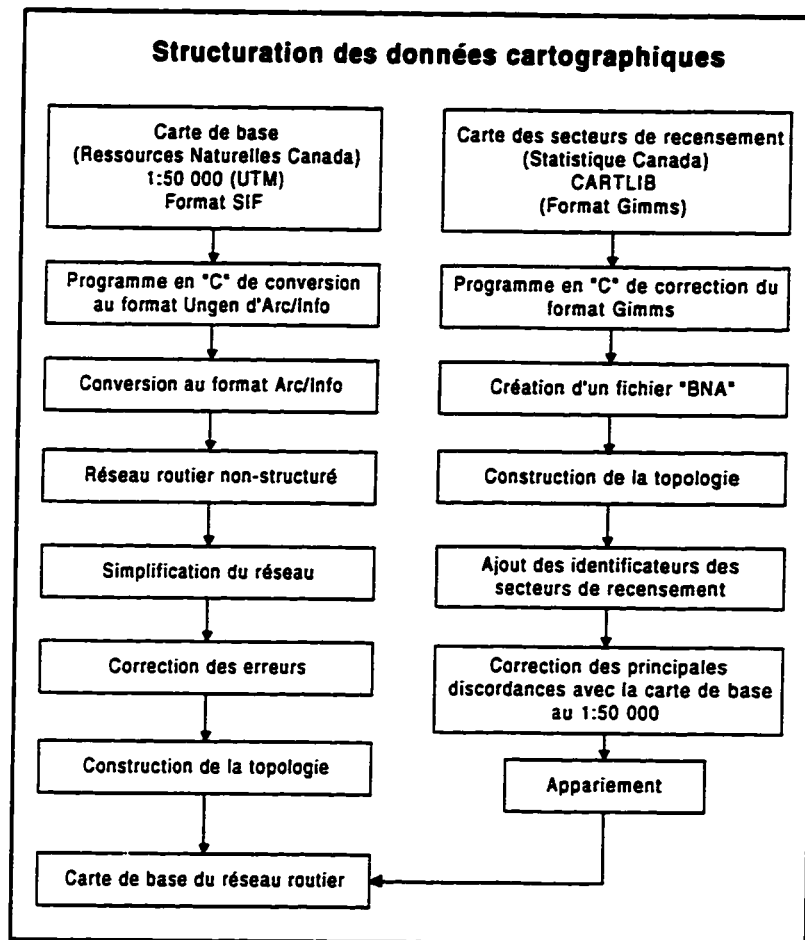 Structuration des données cartographiques
Carte de base
(Ressources Naturelles Canada)
1:50 000 (UTM)
Format SIF
Programme en "C" de conversion
au format Ungen d'Arc/Info
Conversion au format Arc/Info
Réseau routier non-structuré
Simplification du réseau
Correction des erreurs
Construction de la topologie
Carte de base du réseau routier
Carte des secteurs de recensement
(Statistique Canada)
CARTLIB
(Format Gimms)
Programme en "C" de correction du
format Gimms
Création d'un fichier "BNA"
Construction de la topologie
Ajout des identificateurs des
secteurs de recensement
Correction des principales
discordances avec la carte de base
au 1:50 000
Appariement